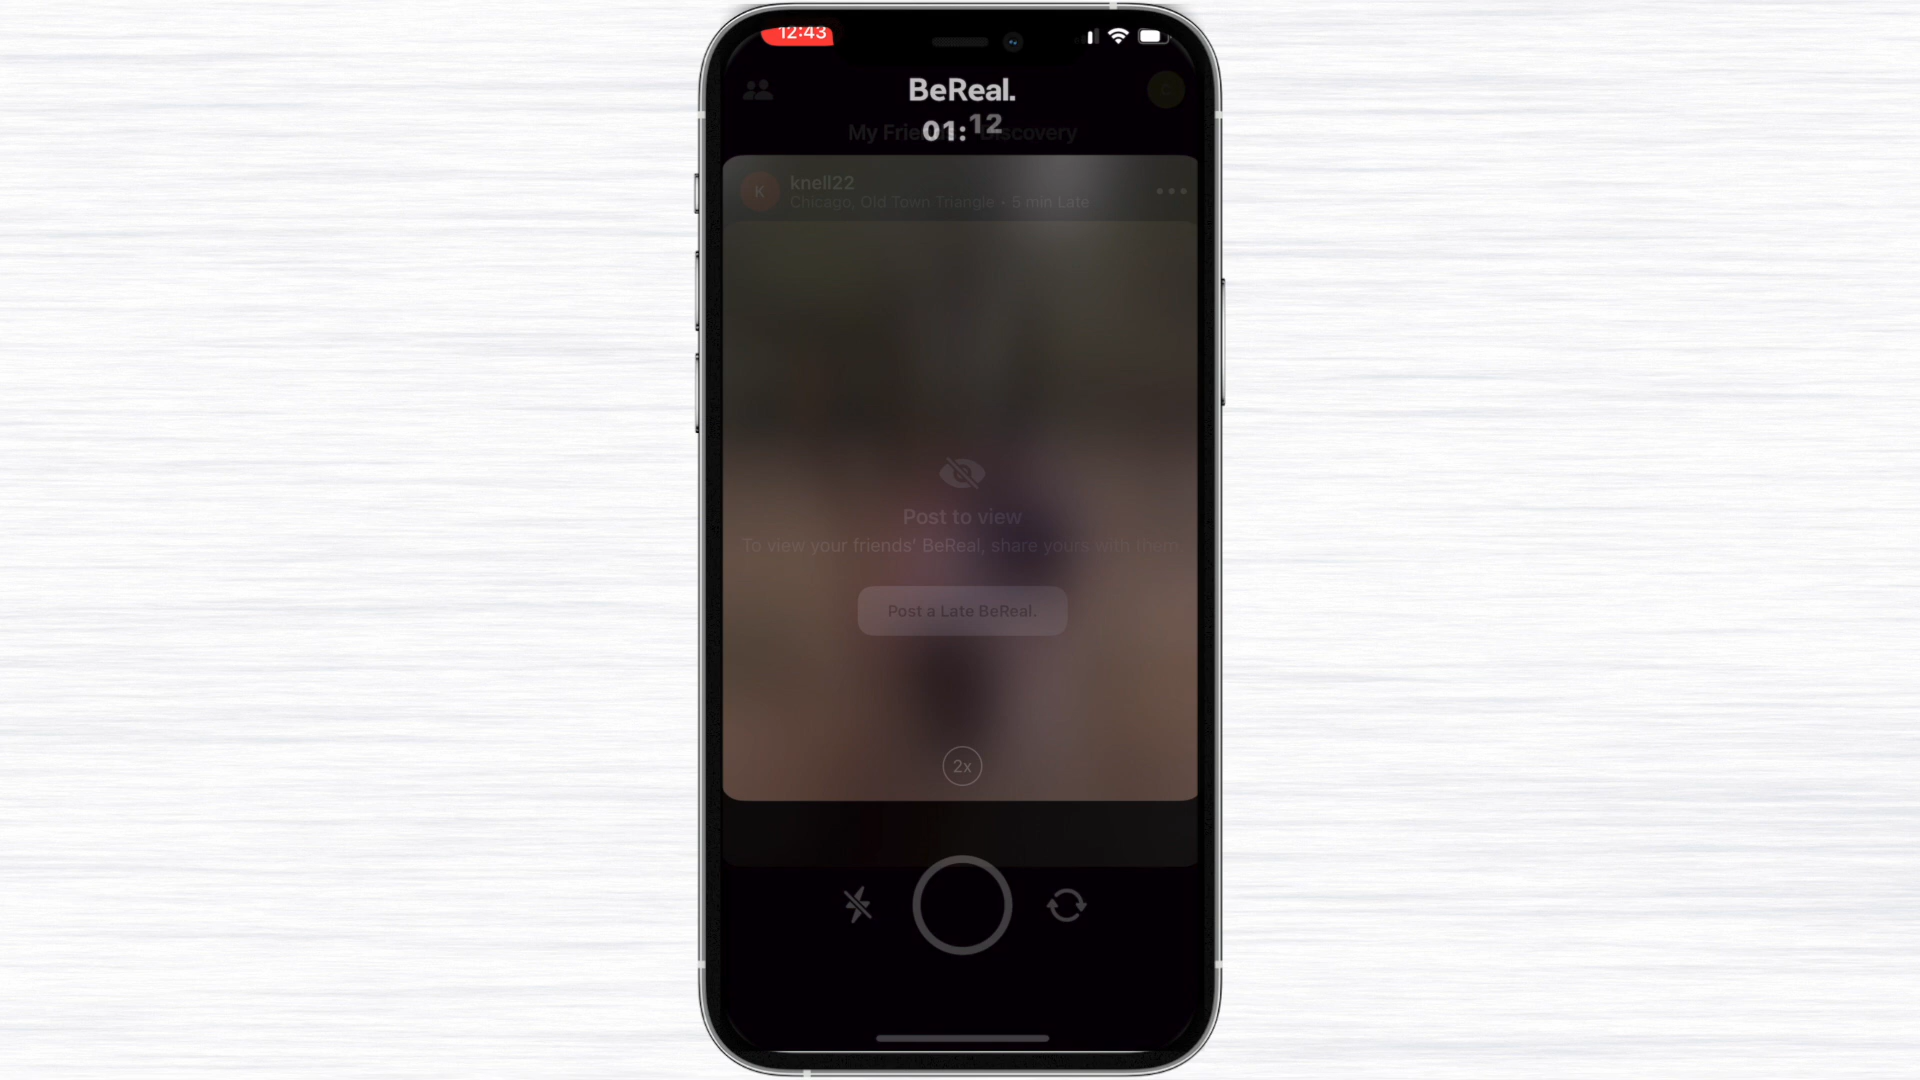 12:43
BeReal.
01:12
My Frie Discovery
K
knell22
Chicago, Old Town Triangle • 5 min Late
Post to view
To view your friends' BeReal, share yours with them
Post a Late BeReal.
2x